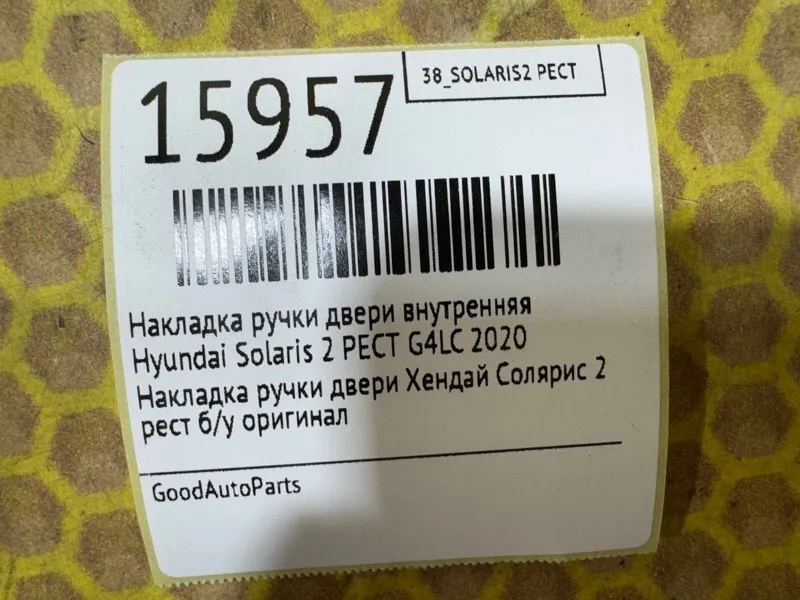 15957
38_SOLARIS2 РЕСТ
Накладка ручки двери внутренняя
Hyundai Solaris 2 РЕСТ G4LC 2020
Накладка ручки двери Хендай Солярис 2
рест б/у оригинал
GoodAutoParts